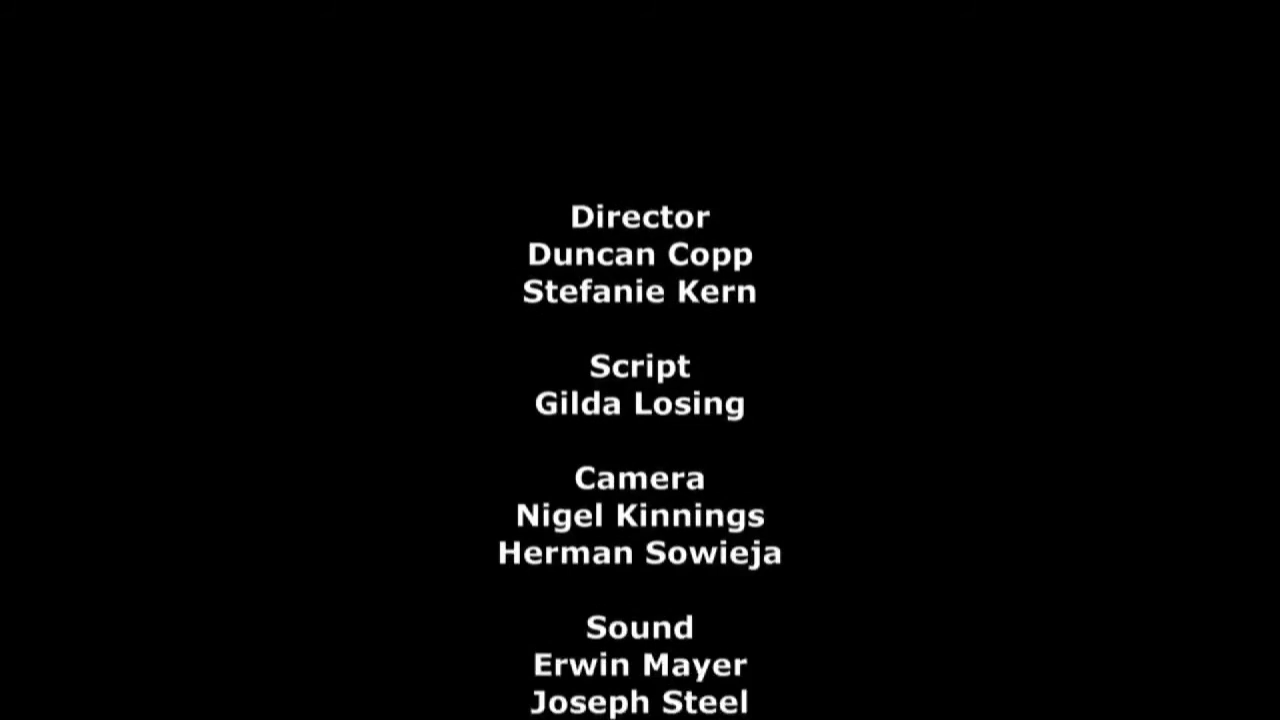 Director
Duncan Copp
Stefanie Kern
Script
Gilda Losing
Camera
Nigel Kinnings
Herman Sowieja
Sound
Erwin Mayer
Joseph Steel